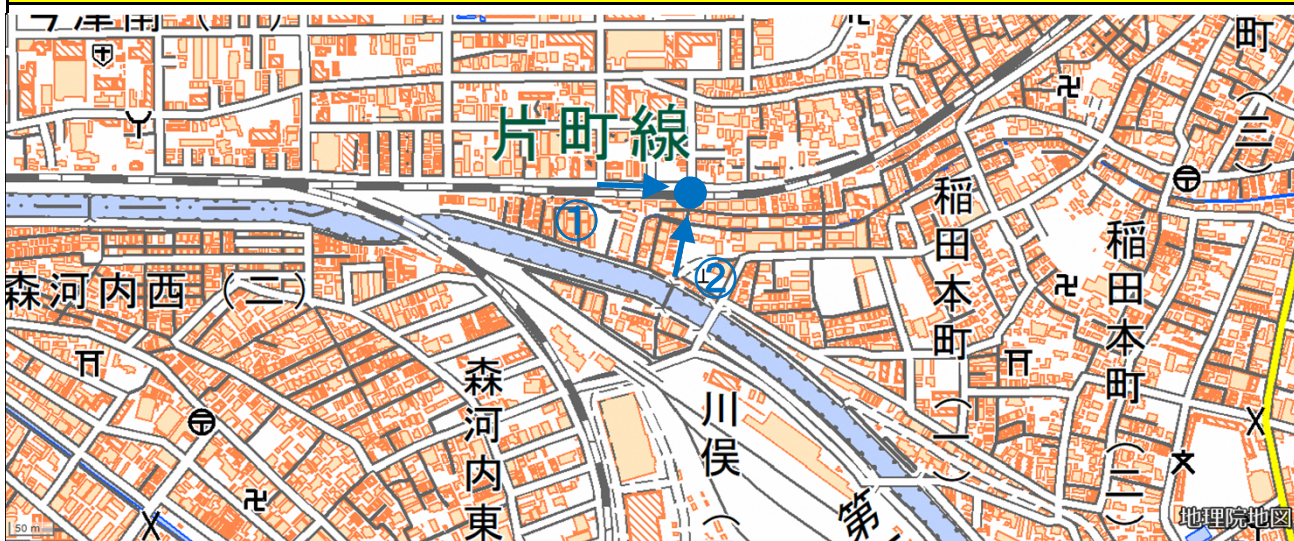 片町線
①
②
町(三)
稲田本町(一)
稲田本町(二)
森河内西(二)
森河内東
川俣(
第
50 m
地理院地図